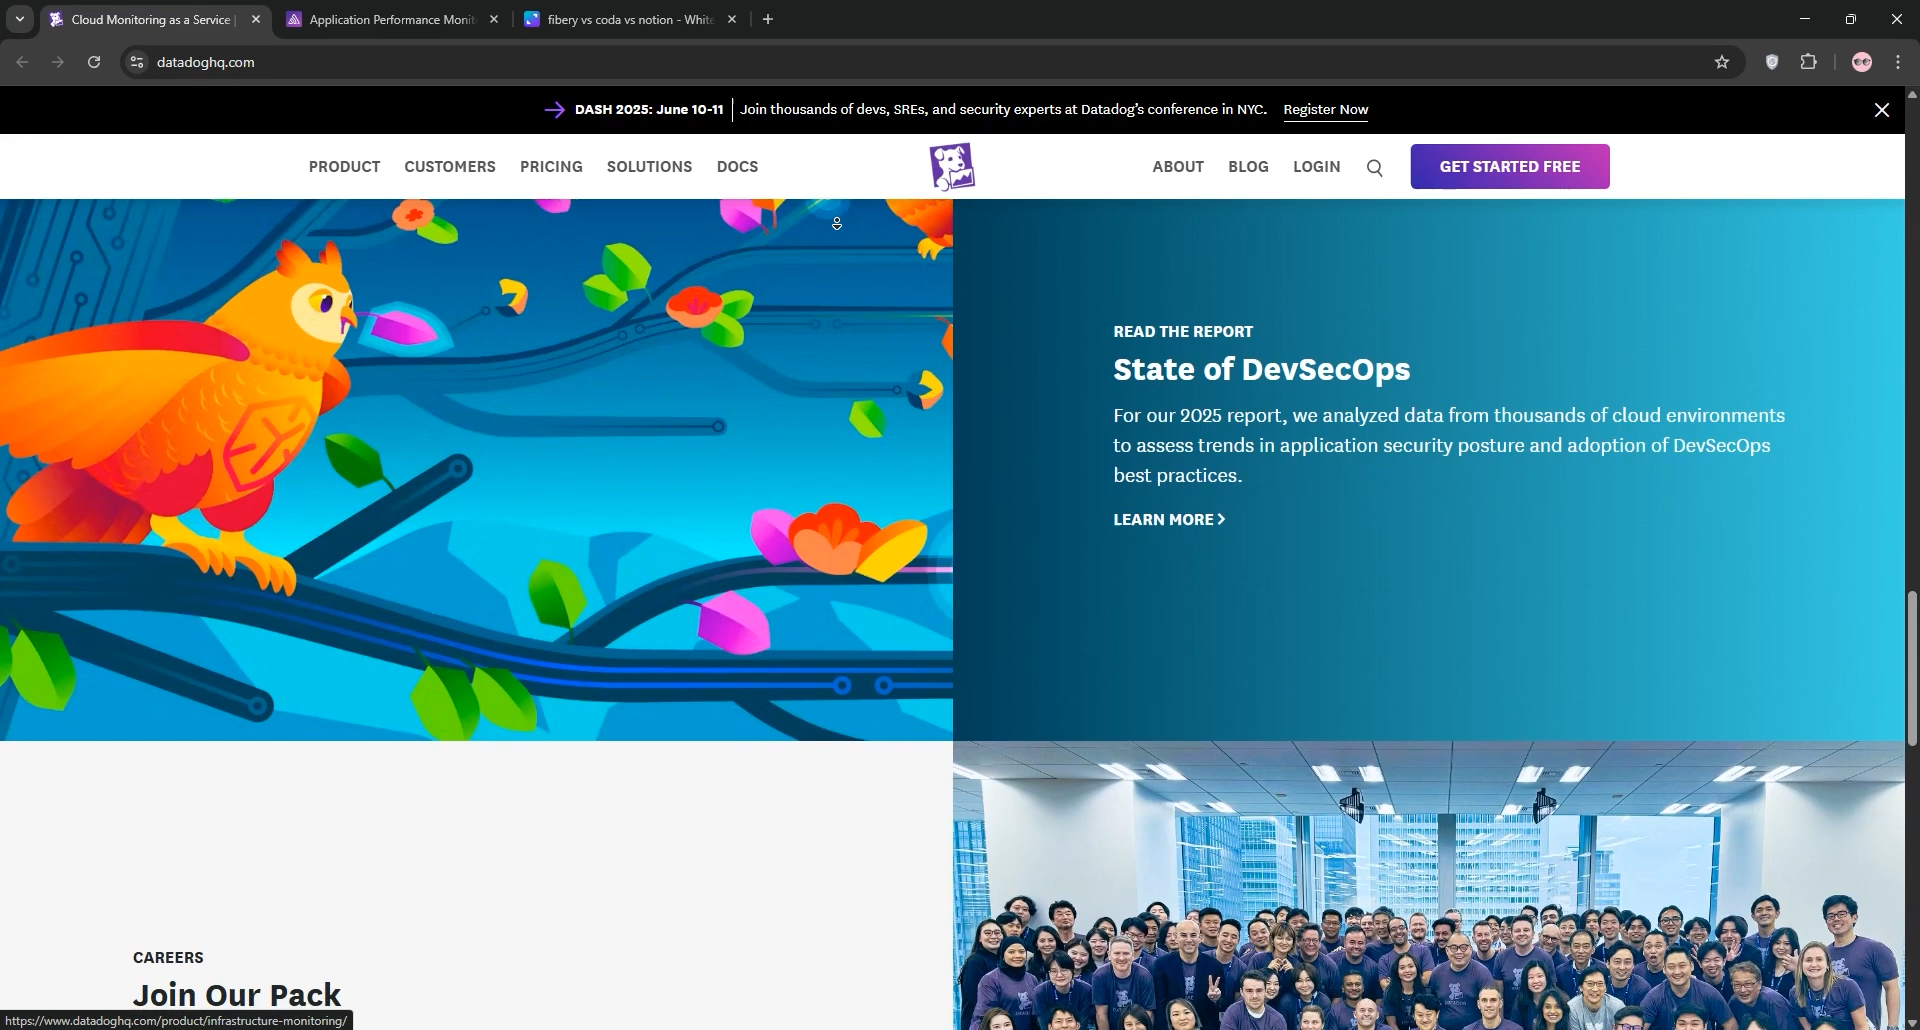 Cloud Monitoring as a Service |
Application Performance Monit
fibery vs coda vs notion - White
datadoghq.com
DASH 2025: June 10-11 Join thousands of devs, SREs, and security experts at Datadog's conference in NYC. Register Now
PRODUCT CUSTOMERS PRICING SOLUTIONS DOCS ABOUT BLOG LOGIN GET STARTED FREE
READ THE REPORT
State of DevSecOps
For our 2025 report, we analyzed data from thousands of cloud environments
to assess trends in application security posture and adoption of DevSecOps
best practices.
LEARN MORE >
CAREERS
Join Our Pack
https://www.datadoghq.com/product/infrastructure-monitoring/